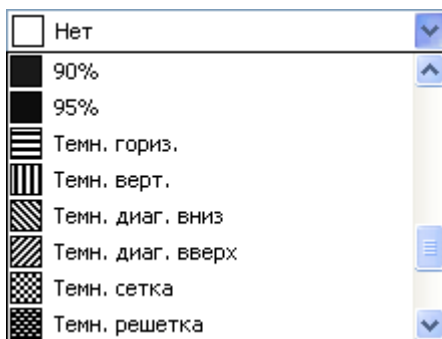 Нет
90%
95%
Темн. гориз.
Темн. верт.
Темн. диаг. вниз
Темн. диаг. вверх
Темн. сетка
Темн. решетка